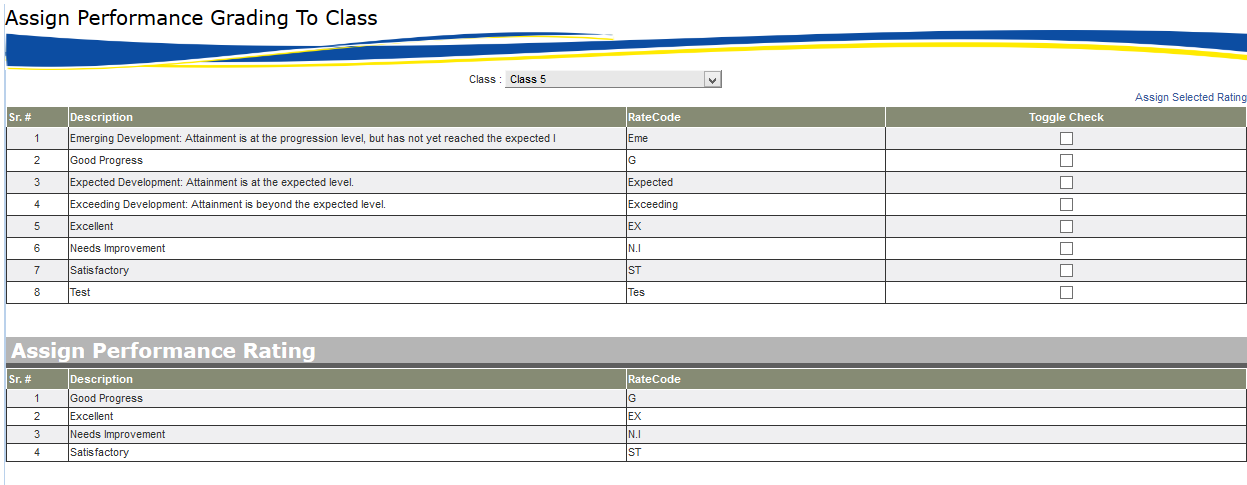 Assign Performance Grading To Class
Class : Class 5
Assign Selected Rating
Sr. # Description RateCode Toggle Check
1 Emerging Development: Attainment is at the progression level, but has not yet reached the expected l Eme
2 Good Progress G
3 Expected Development: Attainment is at the expected level. Expected
4 Exceeding Development: Attainment is beyond the expected level. Exceeding
5 Excellent EX
6 Needs Improvement N.I
7 Satisfactory ST
8 Test Tes
Assign Performance Rating
Sr. # Description RateCode
1 Good Progress G
2 Excellent EX
3 Needs Improvement N.I
4 Satisfactory ST